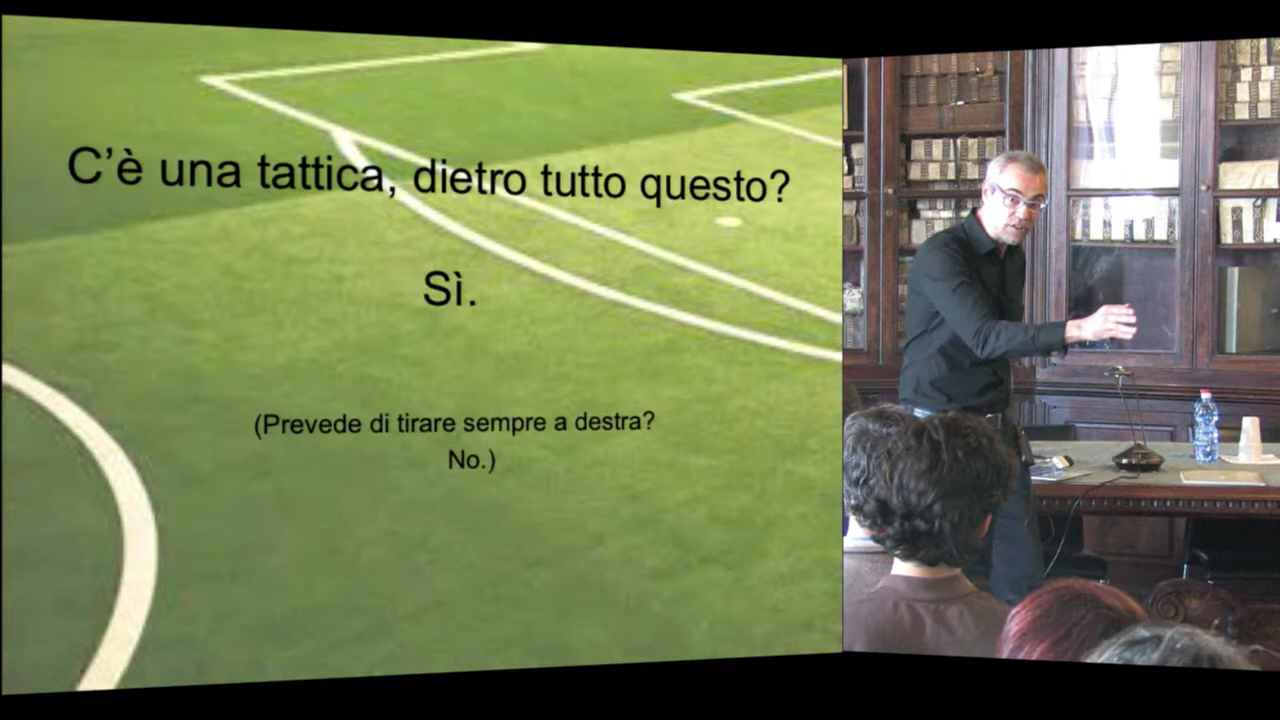 C’è una tattica, dietro tutto questo?
Sì.
(Prevede di tirare sempre a destra?
No.)